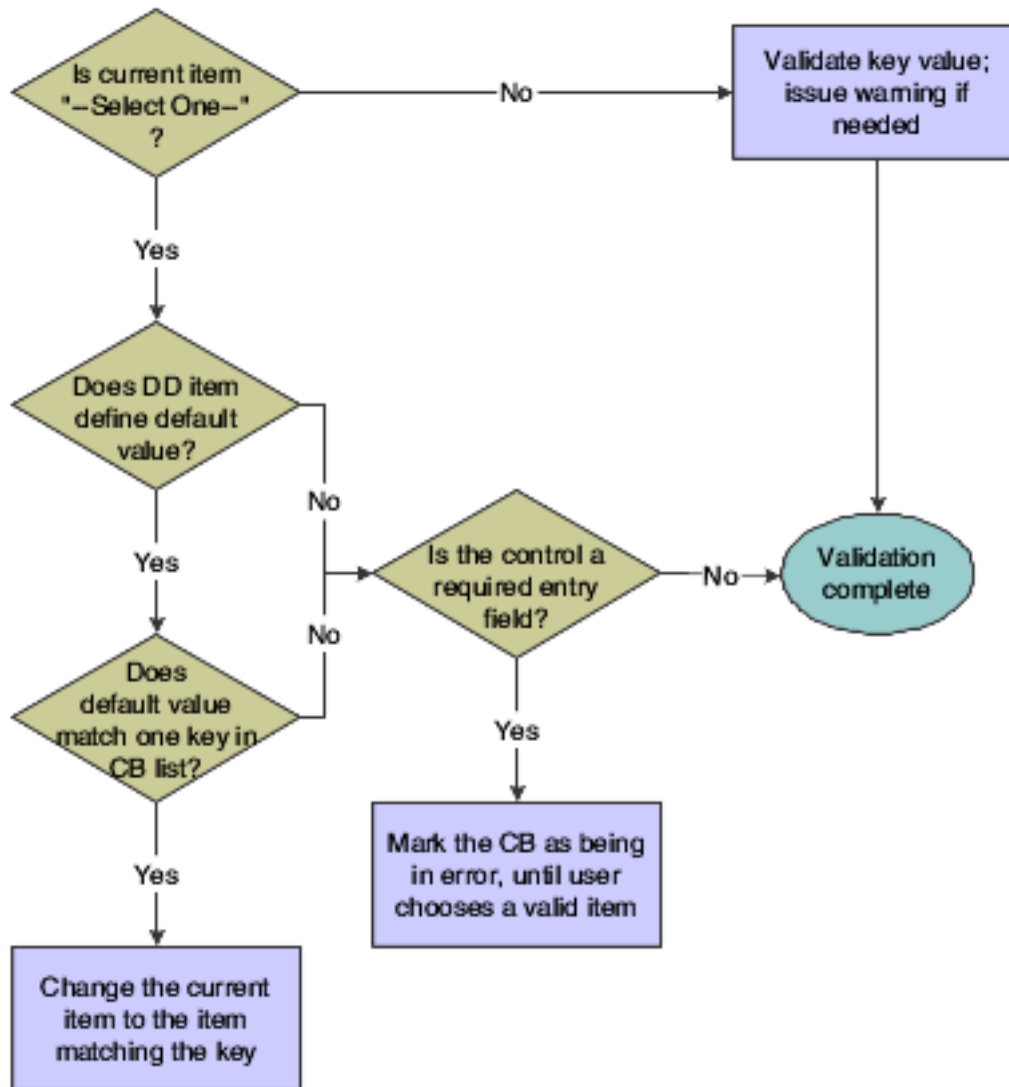 Is current item
"--Select One--"
?
No
Validate key value;
issue warning if
needed
Yes
Does DD item
define default
value?
No
Yes
Is the control a
required entry
field?
No
Validation
complete
No
Does
default value
match one key in
CB list?
Yes
Yes
Mark the CB as being
in error, until user
chooses a valid item
Change the current
item to the item
matching the key